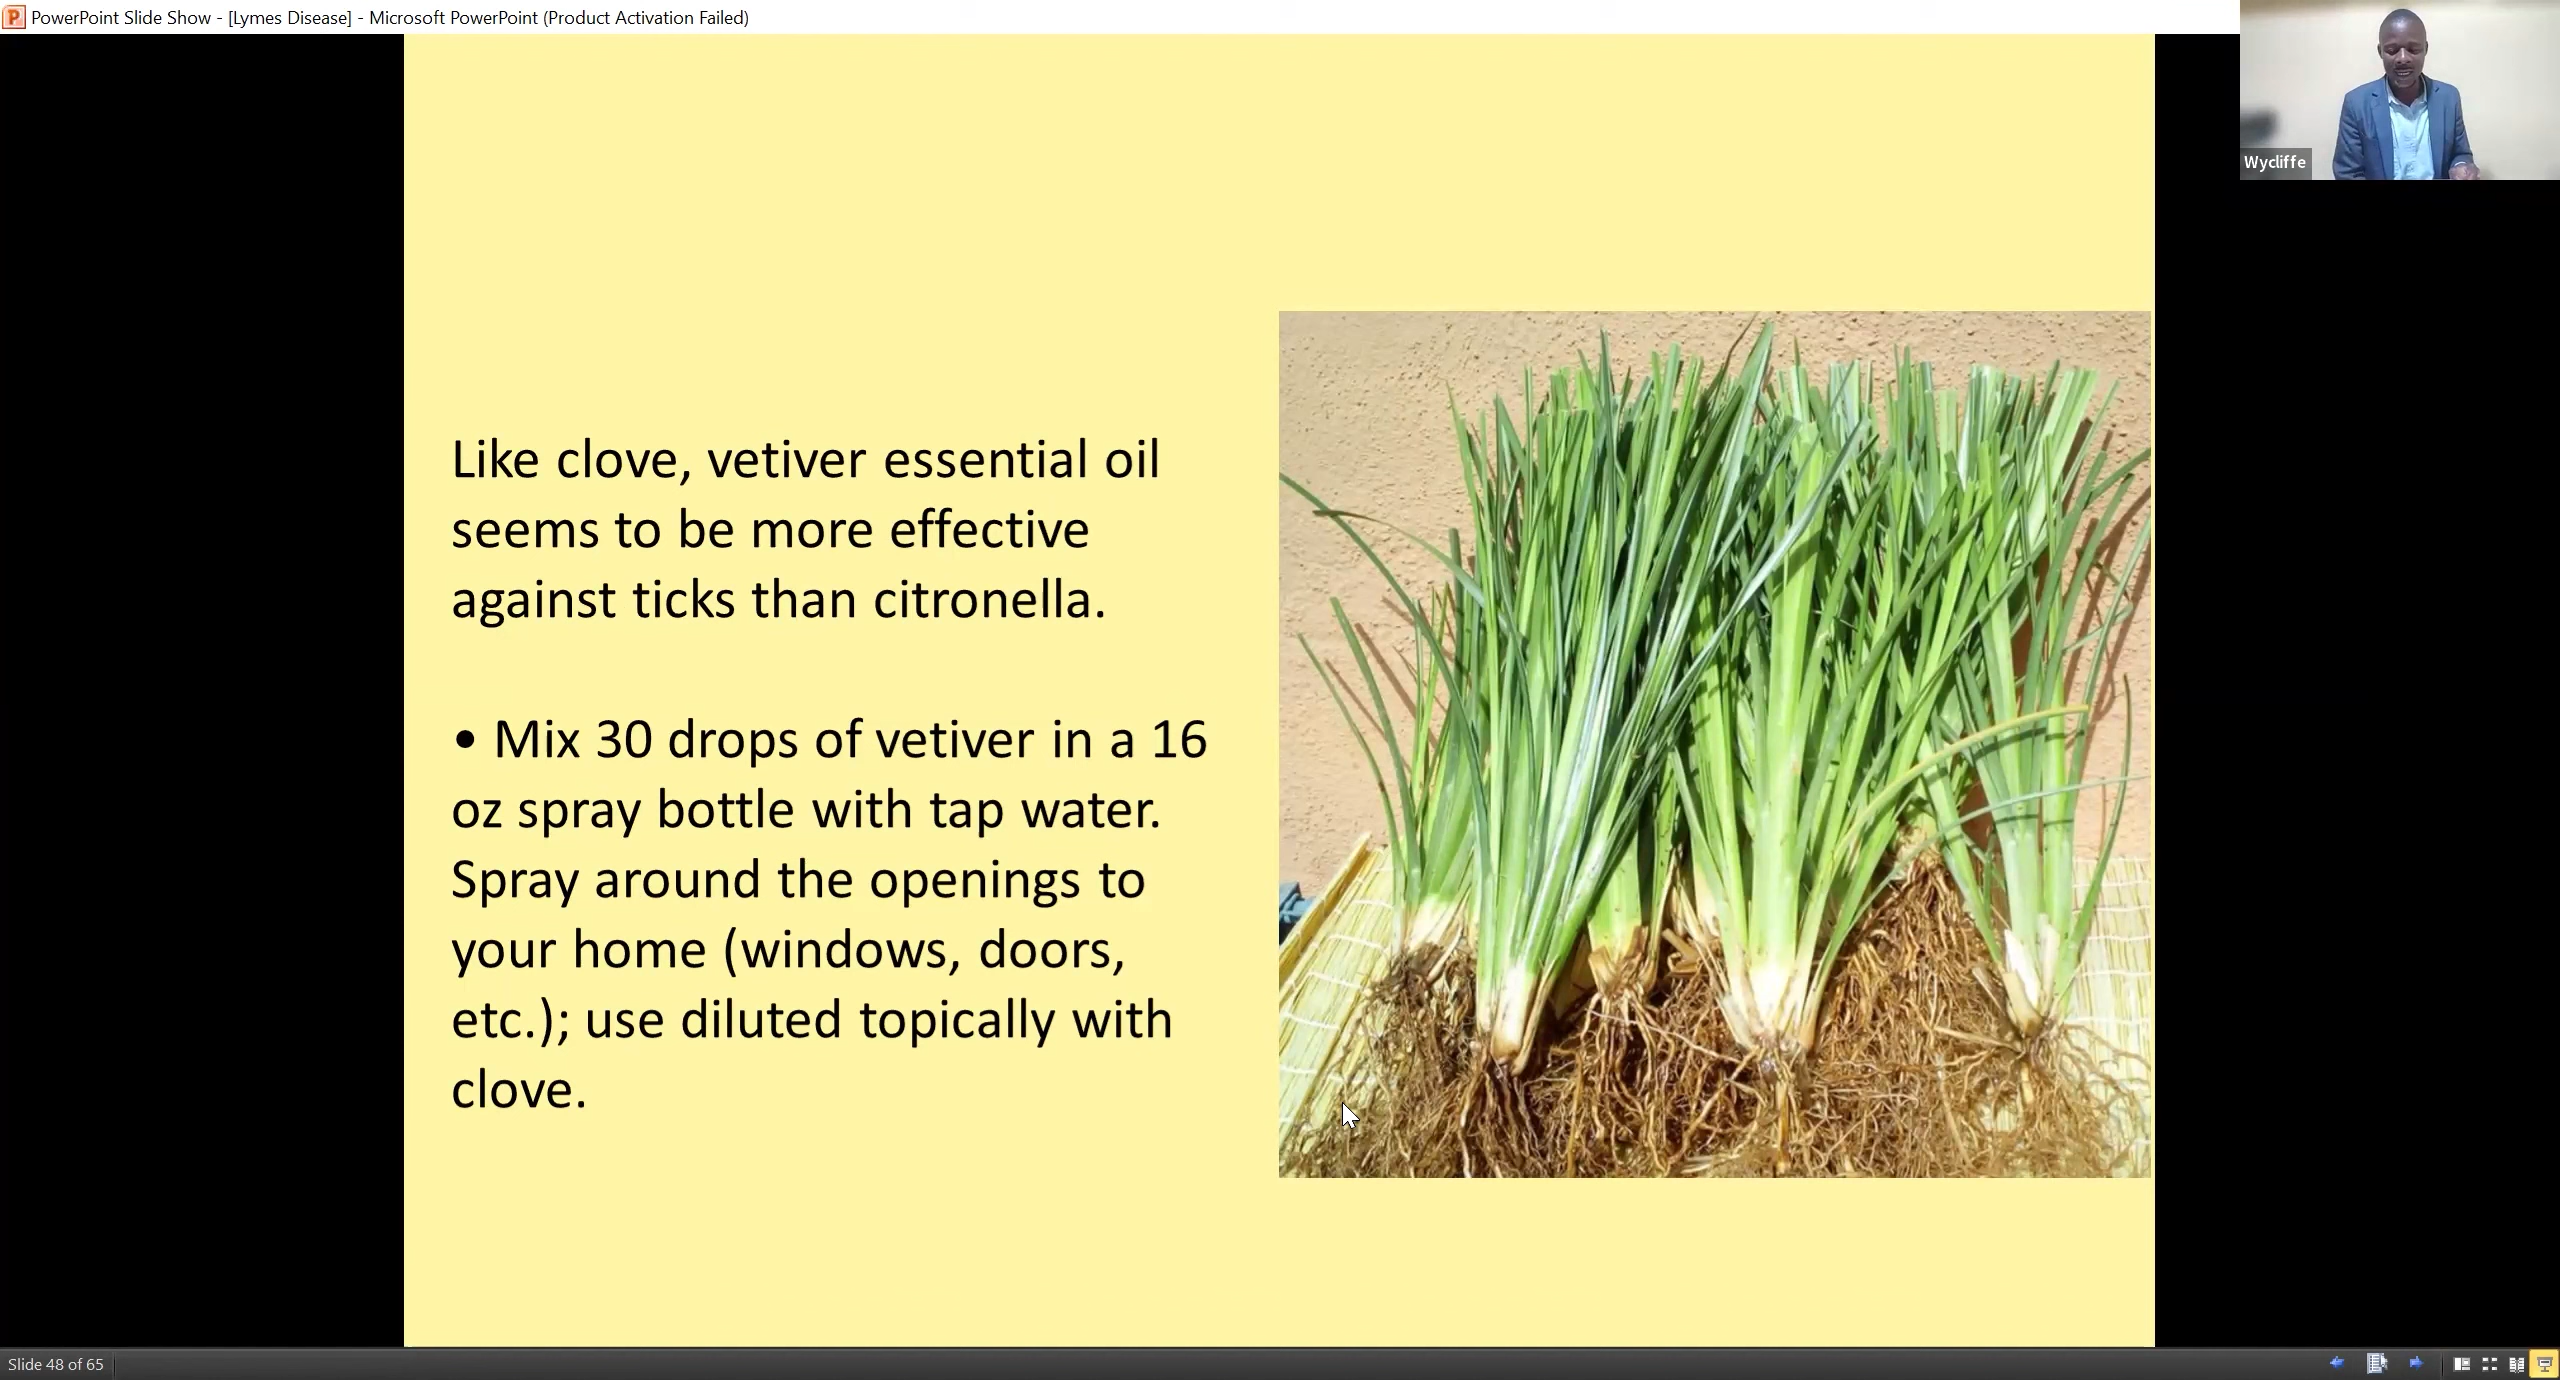 PowerPoint Slide Show - [Lymes Disease] - Microsoft PowerPoint (Product Activation Failed)
Wycliffe
Like clove, vetiver essential oil
seems to be more effective
against ticks than citronella.
• Mix 30 drops of vetiver in a 16
oz spray bottle with tap water.
Spray around the openings to
your home (windows, doors,
etc.); use diluted topically with
clove.
Slide 48 of 65